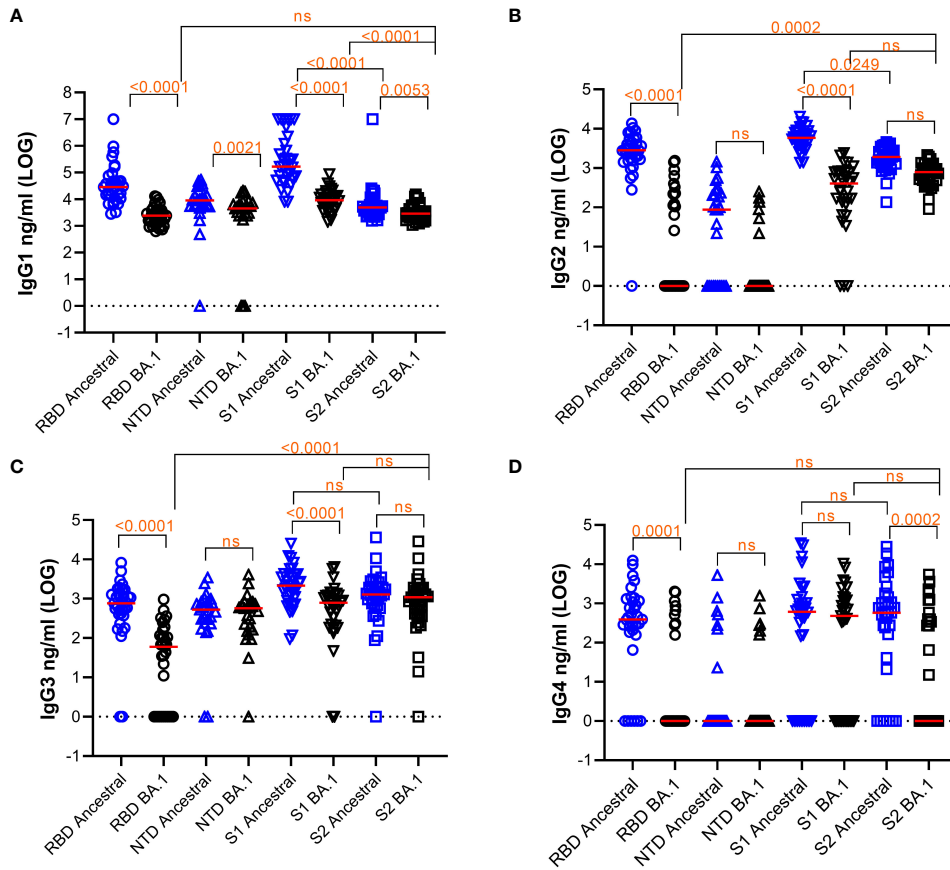 A
ns
<0.0001
<0.0001
<0.0001
<0.0001
0.0053
0.0021
IgG1 ng/ml (LOG)
8
7
6
5
4
3
2
1
0
-1
RBD Ancestral
RBD BA.1
NTD Ancestral
NTD BA.1
S1 Ancestral
S1 BA.1
S2 Ancestral
S2 BA.1
B
0.0002
ns
0.0249
<0.0001
<0.0001
ns
ns
IgG2 ng/ml (LOG)
5
4
3
2
1
0
-1
RBD Ancestral
RBD BA.1
NTD Ancestral
NTD BA.1
S1 Ancestral
S1 BA.1
S2 Ancestral
S2 BA.1
C
<0.0001
ns
ns
<0.0001
<0.0001
ns
ns
IgG3 ng/ml (LOG)
5
4
3
2
1
0
-1
RBD Ancestral
RBD BA.1
NTD Ancestral
NTD BA.1
S1 Ancestral
S1 BA.1
S2 Ancestral
S2 BA.1
D
ns
ns
ns
0.0001
ns
0.0002
ns
IgG4 ng/ml (LOG)
5
4
3
2
1
0
-1
RBD Ancestral
RBD BA.1
NTD Ancestral
NTD BA.1
S1 Ancestral
S1 BA.1
S2 Ancestral
S2 BA.1